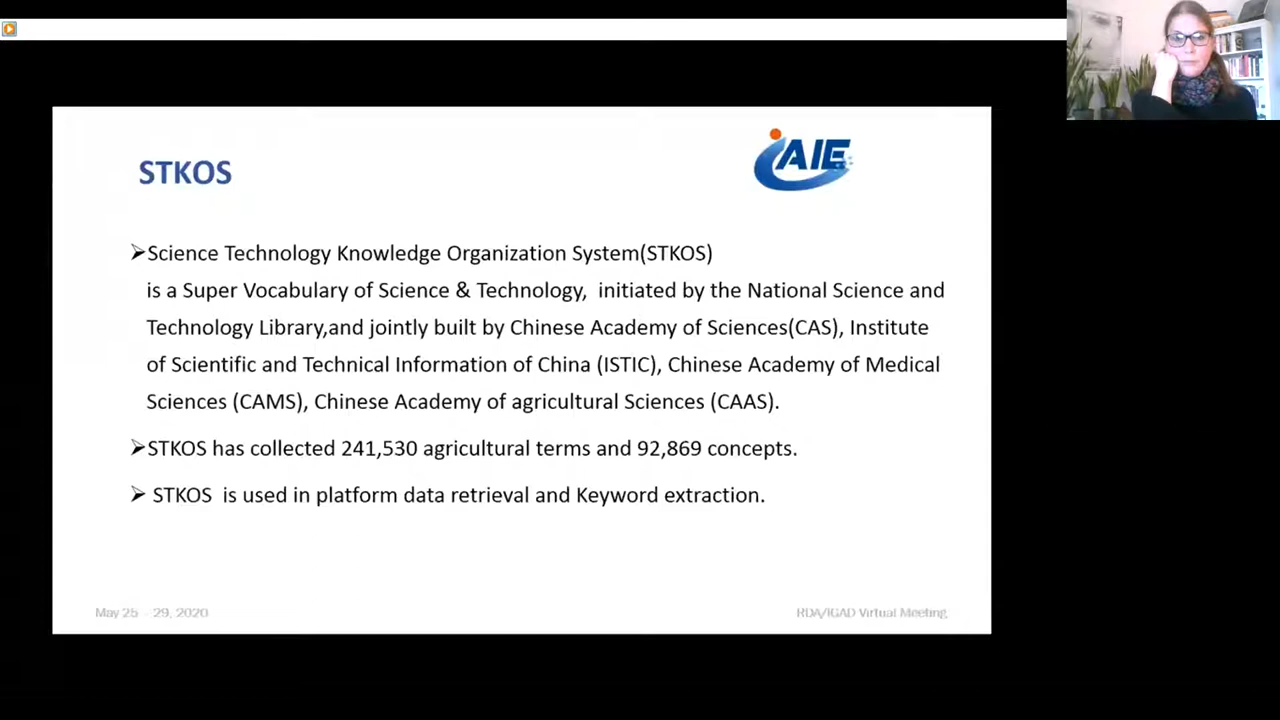 STKOS
AIE
➢Science Technology Knowledge Organization System(STKOS)
is a Super Vocabulary of Science & Technology, initiated by the National Science and
Technology Library,and jointly built by Chinese Academy of Sciences(CAS), Institute
of Scientific and Technical Information of China (ISTIC), Chinese Academy of Medical
Sciences (CAMS), Chinese Academy of agricultural Sciences (CAAS).
➢STKOS has collected 241,530 agricultural terms and 92,869 concepts.
➢ STKOS is used in platform data retrieval and Keyword extraction.
May 25 - 29, 2020
RDA/IGAD Virtual Meeting